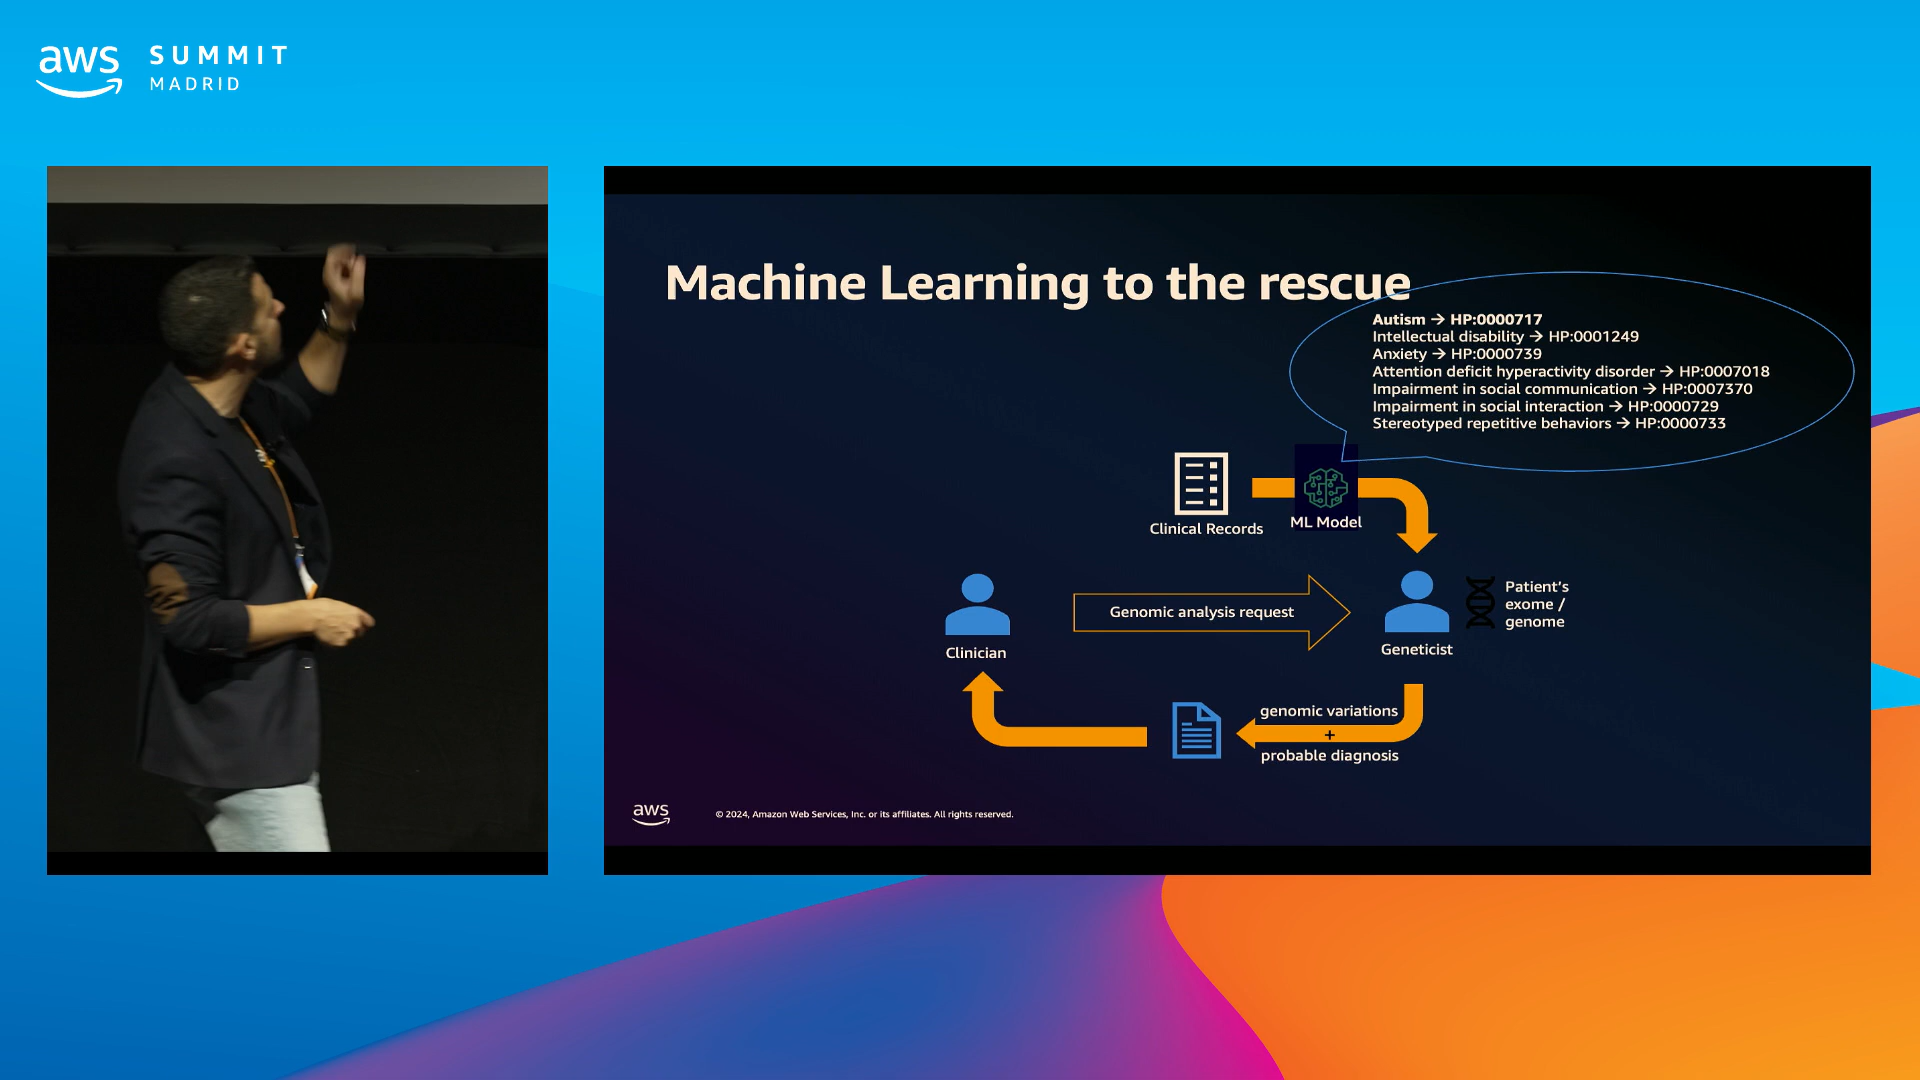 aws SUMMIT
MADRID
Machine Learning to the rescue
Autism → HP:0000717
Intellectual disability → HP:0001249
Anxiety → HP:0000739
Attention deficit hyperactivity disorder → HP:0007018
Impairment in social communication → HP:0007370
Impairment in social interaction → HP:0000729
Stereotyped repetitive behaviors → HP:0000733
Clinical Records
ML Model
Genomic analysis request
Clinician
Geneticist
Patient's
exome /
genome
genomic variations
+
probable diagnosis
aws
© 2024, Amazon Web Services, Inc. or its affiliates. All rights reserved.